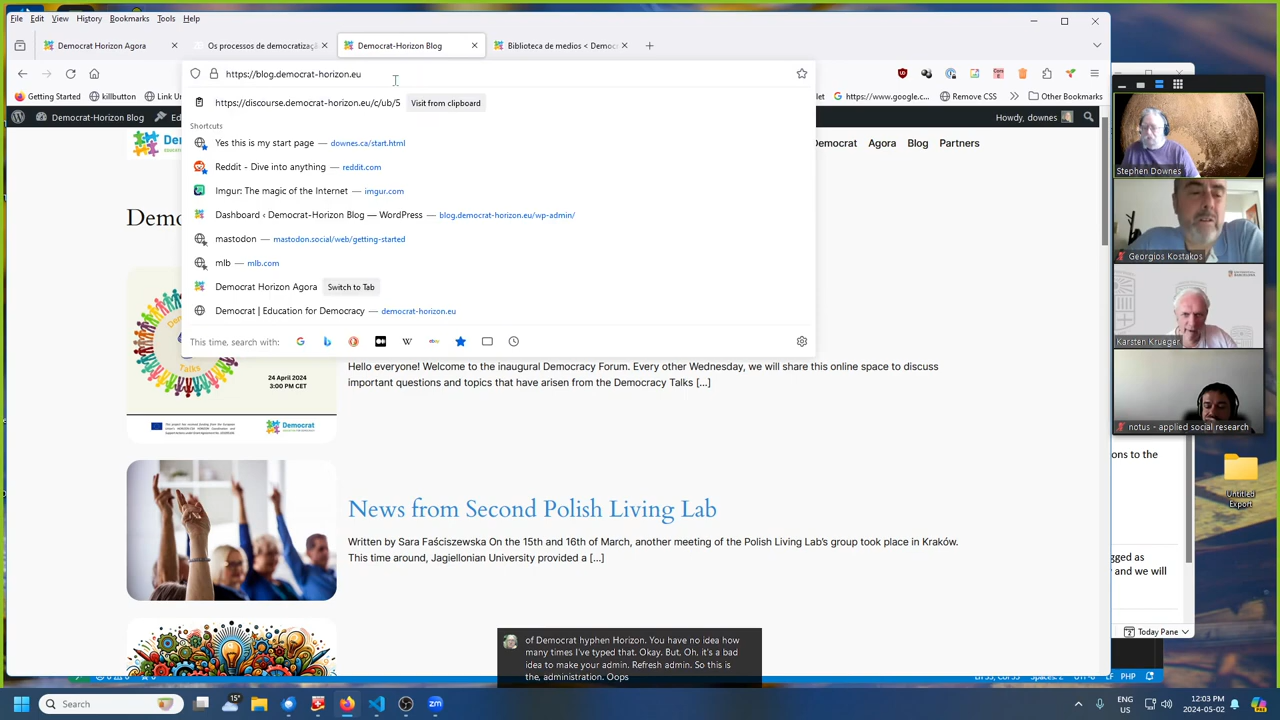 File Edit View History Bookmarks Tools Help
Democrat Horizon Agora
Os processos de democratizaçã
Democrat-Horizon Blog
Biblioteca de medios < Democ
https://blog.democrat-horizon.eu
https://discourse.democrat-horizon.eu/c/ub/5 Visit from clipboard
Shortcuts
Yes this is my start page — downes.ca/start.html
Reddit - Dive into anything — reddit.com
Imgur: The magic of the Internet — imgur.com
Dashboard ‹ Democrat-Horizon Blog — WordPress — blog.democrat-horizon.eu/wp-admin/
mastodon — mastodon.social/web/getting-started
mlb — mlb.com
Democrat Horizon Agora Switch to Tab
Democrat | Education for Democracy — democrat-horizon.eu
This time, search with:
Getting Started
killbutton
Link Un
let
https://www.google.c...
Remove CSS
Other Bookmarks
Democrat-Horizon Blog
Ed
Howdy, downes
De
Democrat Agora Blog Partners
Demo
Talks
24 April 2024
3:00 PM CET
Democrat
Hello everyone! Welcome to the inaugural Democracy Forum. Every other Wednesday, we will share this online space to discuss
important questions and topics that have arisen from the Democracy Talks [...]
News from Second Polish Living Lab
Written by Sara Faściszewska On the 15th and 16th of March, another meeting of the Polish Living Lab's group took place in Kraków.
This time around, Jagiellonian University provided a [...]
of Democrat hyphen Horizon. You have no idea how
many times I've typed that. Okay. But, Oh, it's a bad
idea to make your admin. Refresh admin. So this is
the, administration. Oops
Stephen Downes
Georgios Kostakos
Karsten Krueger
notus - applied social research
ons to the
Untitled
Export
gged as
and we will
Today Pane
PHP
Search
15°
ENG
US
12:03 PM
2024-05-02